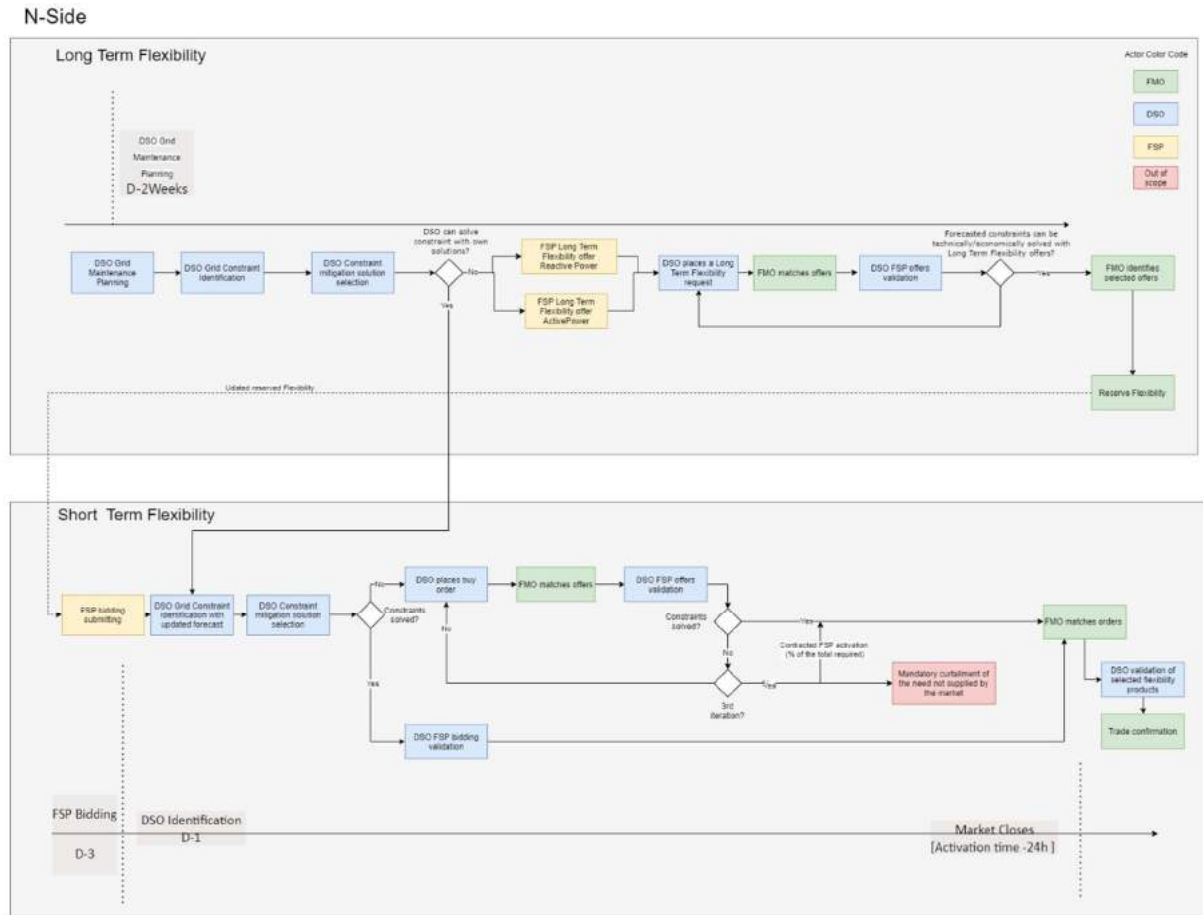 N-Side
Long Term Flexibility
Actor Color Code
FMO
DSO
FSP
Out of
scope
DSO Grid
Maintenance
Planning
D-2Weeks
DSO Grid
Maintenance
Planning
DSO Grid Constraint
Identification
DSO Constraint
mitigation solution
selection
DSO can solve
constraint with own
solutions?
No
Yes
FSP Long Term
Flexibility offer
Reactive Power
FSP Long Term
Flexibility offer
ActivePower
DSO places a Long
Term Flexibility
request
FMO matches offers
DSO FSP offers
validation
Forecasted constraints can be
technically/economically solved with
Long Term Flexibility offers?
Yes
FMO identifies
selected offers
Reserve Flexibility
Udated reserved Flexibility
Short Term Flexibility
FSP bidding
submitting
DSO Grid Constraint
identification with
updated forecast
DSO Constraint
mitigation solution
selection
Constraints
solved?
No
Yes
DSO places buy
order
FMO matches offers
DSO FSP offers
validation
Constraints
solved?
Yes
No
No
3rd
iteration?
Yes
Contracted FSP activation
(% of the total required)
Mandatory curtailment of
the need not supplied by
the market
DSO FSP bidding
validation
FMO matches orders
DSO validation of
selected flexibility
products
Trade confirmation
FSP Bidding
D-3
DSO Identification
D-1
Market Closes
[Activation time -24h ]